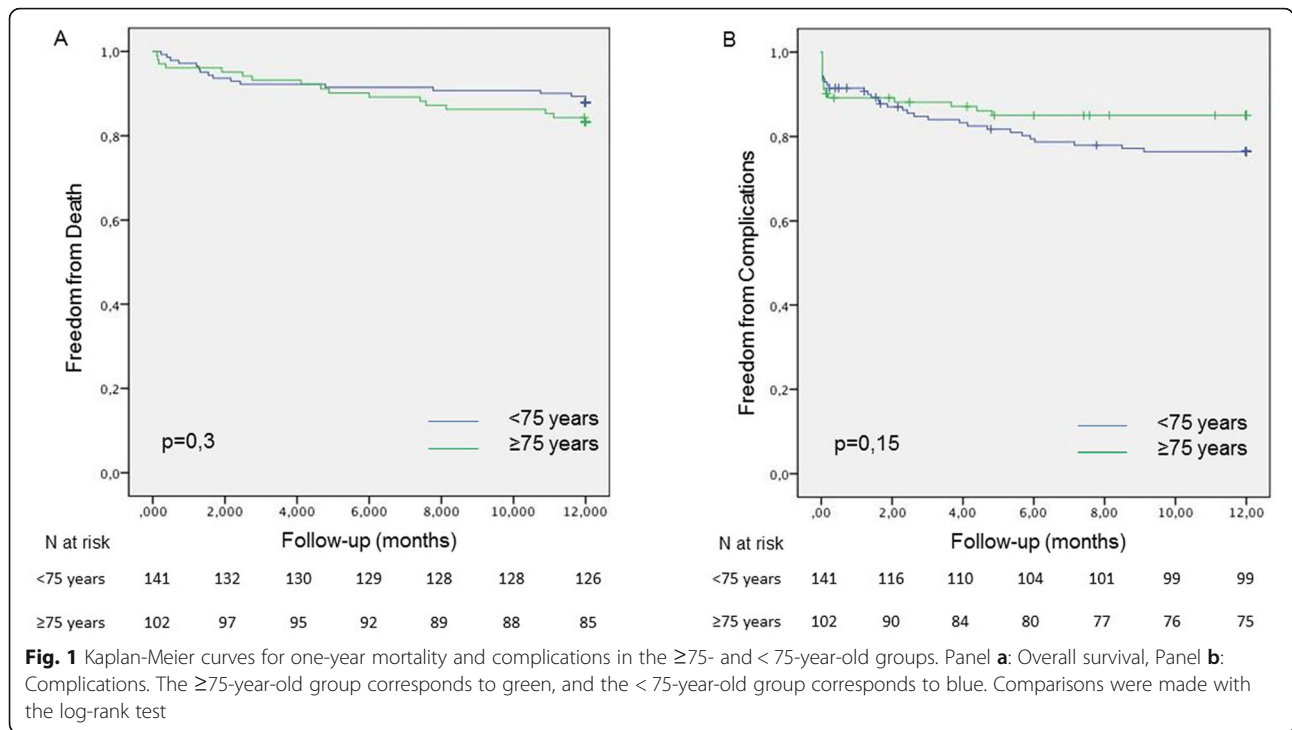 A
Freedom from Death
1,0
0,8
0,6
0,4
0,2
0,0
<75 years
≥75 years
p=0,3
,000 2,000 4,000 6,000 8,000 10,000 12,000
Follow-up (months)
N at risk
<75 years 141 132 130 129 128 128 126
≥75 years 102 97 95 92 89 88 85
B
Freedom from Complications
1,0
0,8
0,6
0,4
0,2
0,0
<75 years
≥75 years
p=0,15
,00 2,00 4,00 6,00 8,00 10,00 12,00
Follow-up (months)
N at risk
<75 years 141 116 110 104 101 99 99
≥75 years 102 90 84 80 77 76 75
Fig. 1 Kaplan-Meier curves for one-year mortality and complications in the ≥75- and < 75-year-old groups. Panel a: Overall survival, Panel b:
Complications. The ≥75-year-old group corresponds to green, and the < 75-year-old group corresponds to blue. Comparisons were made with
the log-rank test